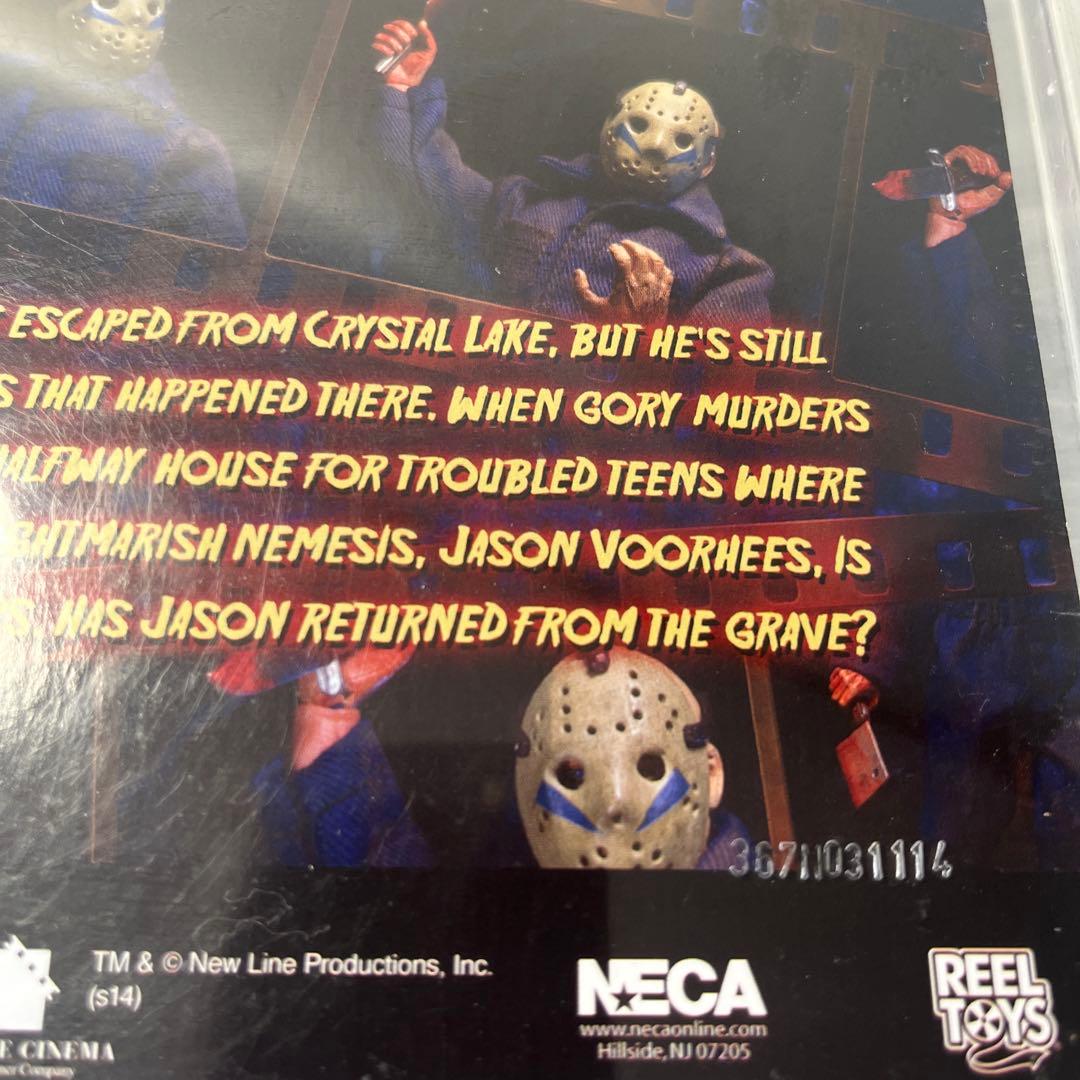 ESCAPED FROM CRYSTAL LAKE, BUT HE'S STILL
THAT HAPPENED THERE. WHEN GORY MURDERS
HOUSE FOR TROUBLED TEENS WHERE
NEMESIS, JASON VOORHEES, IS
HAS JASON RETURNED FROM THE GRAVE?
367N031114
TM & © New Line Productions, Inc.
(s14)
CINEMA
Company
NECA
www.necaonline.com
Hillside, NJ 07205
REEL
TOYS